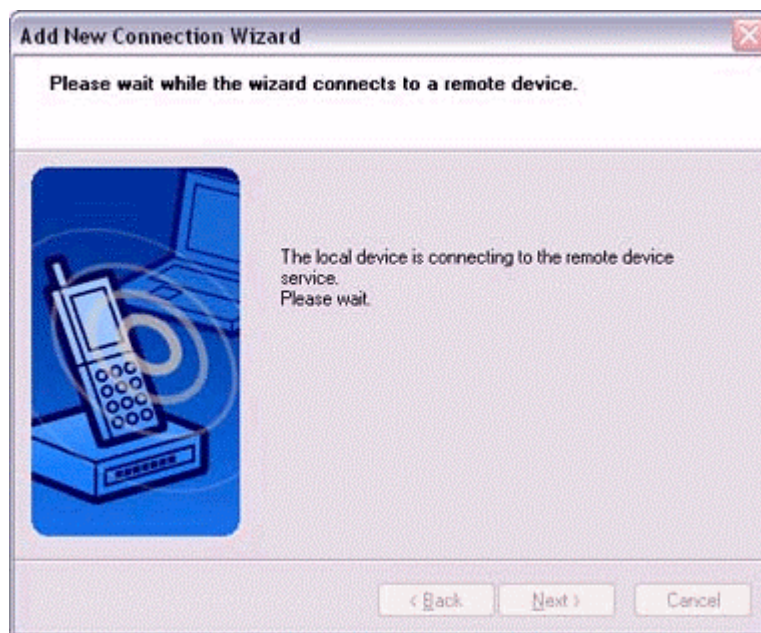 Add New Connection Wizard
Please wait while the wizard connects to a remote device.
The local device is connecting to the remote device
service.
Please wait.
< Back
Next >
Cancel